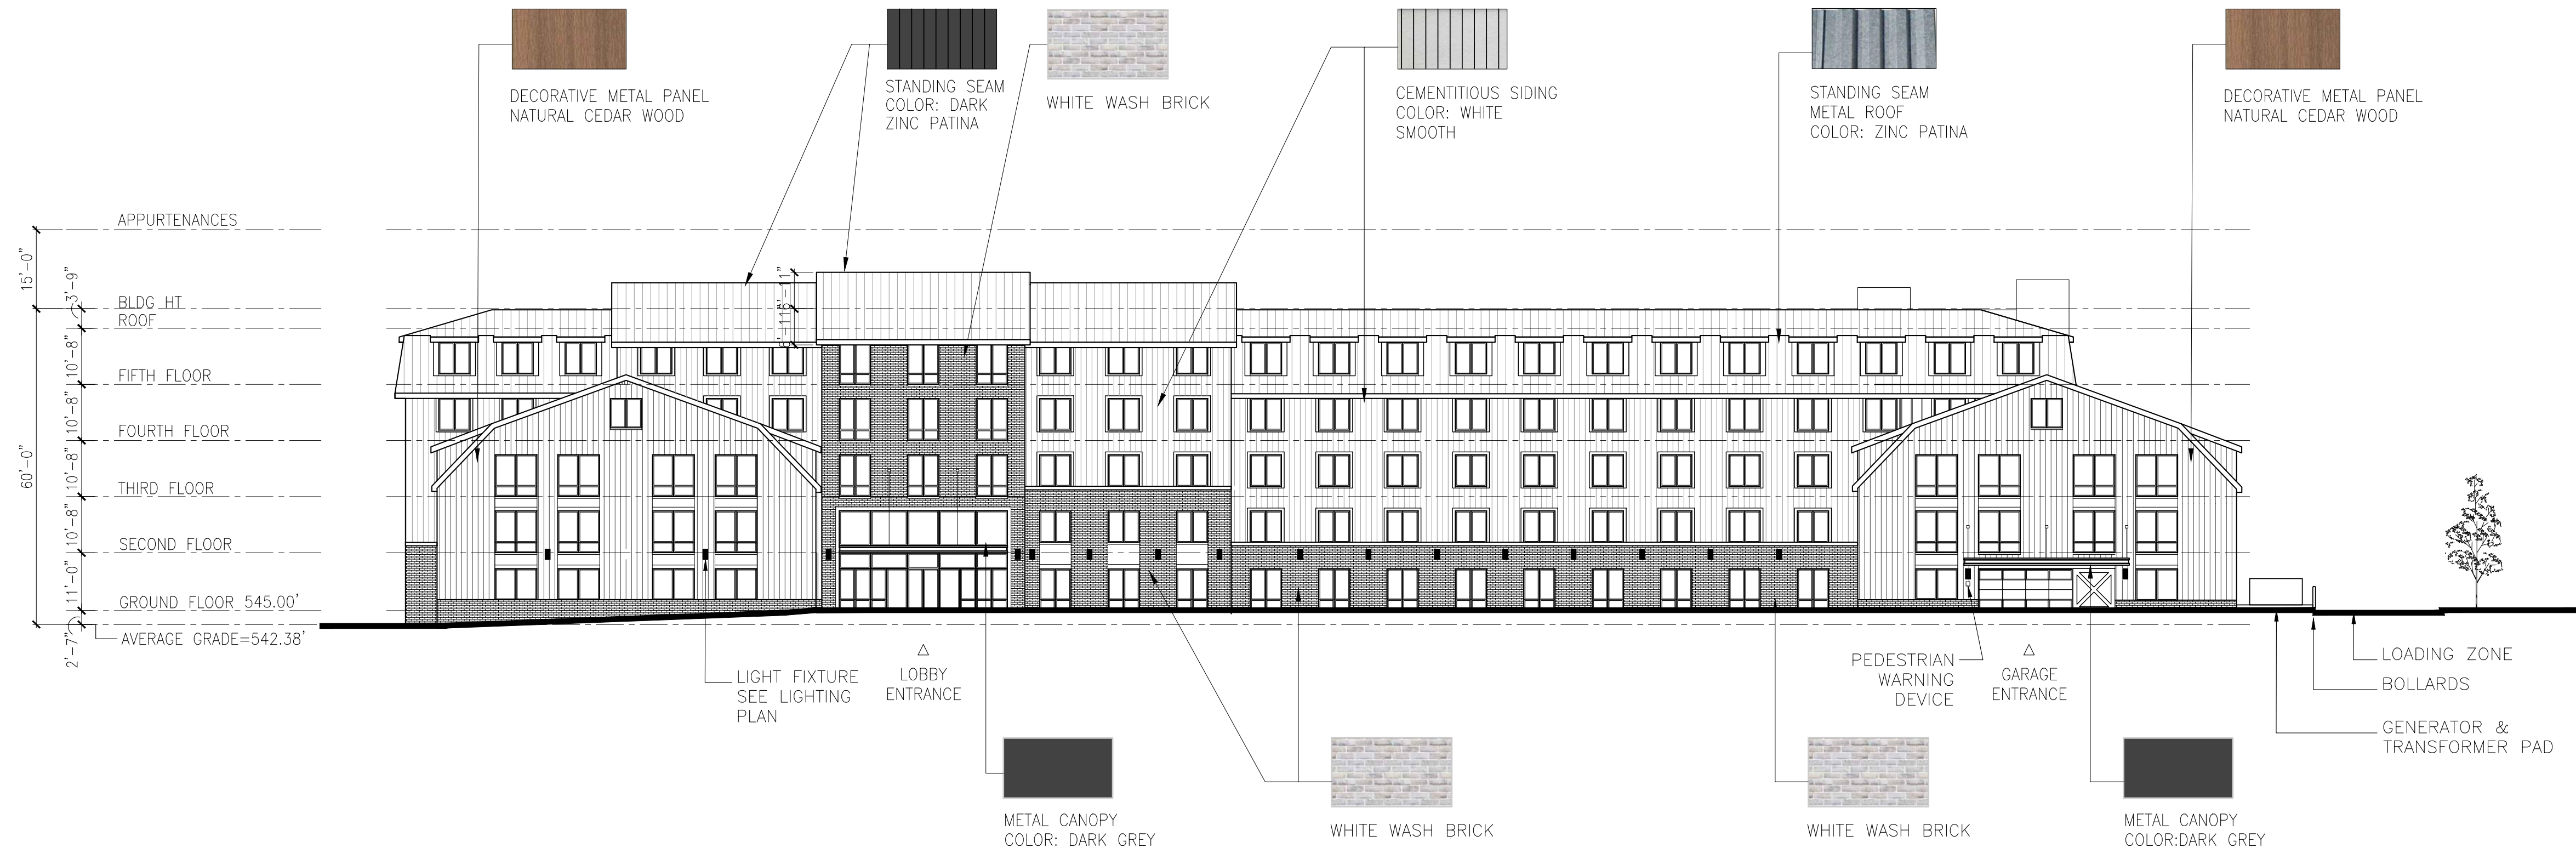 DECORATIVE METAL PANEL
NATURAL CEDAR WOOD
STANDING SEAM
COLOR: DARK
ZINC PATINA
WHITE WASH BRICK
CEMENTITIOUS SIDING
COLOR: WHITE
SMOOTH
STANDING SEAM
METAL ROOF
COLOR: ZINC PATINA
DECORATIVE METAL PANEL
NATURAL CEDAR WOOD
APPURTENANCES
15'-0"
3'-9"
BLDG HT
ROOF
10'-8"
FIFTH FLOOR
10'-8"
FOURTH FLOOR
60'-0"
10'-8"
THIRD FLOOR
10'-8"
SECOND FLOOR
11'-0"
GROUND FLOOR 545.00'
2'-7"
AVERAGE GRADE=542.38'
LIGHT FIXTURE
SEE LIGHTING
PLAN
LOBBY
ENTRANCE
PEDESTRIAN
WARNING
DEVICE
GARAGE
ENTRANCE
LOADING ZONE
BOLLARDS
GENERATOR &
TRANSFORMER PAD
METAL CANOPY
COLOR: DARK GREY
WHITE WASH BRICK
WHITE WASH BRICK
METAL CANOPY
COLOR:DARK GREY